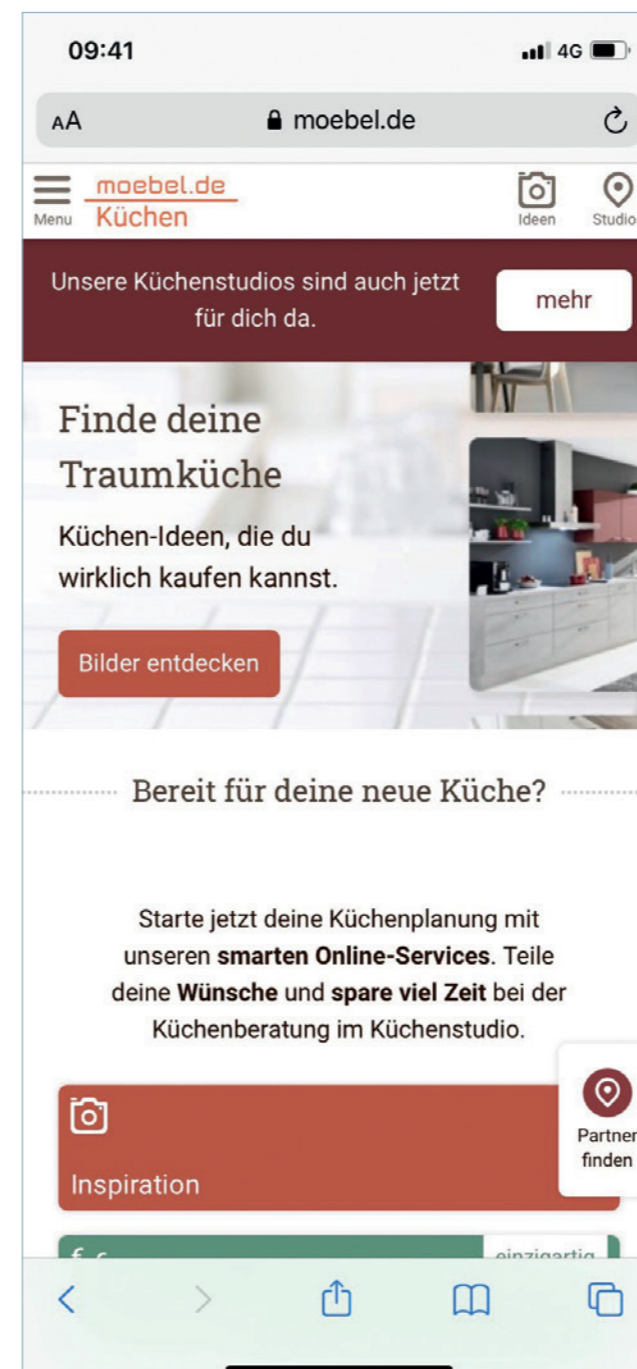 09:41
4G
AA
moebel.de
moebel.de
Küchen
Menu
Ideen
Studio
Unsere Küchenstudios sind auch jetzt
für dich da.
mehr
Finde deine
Traumküche
Küchen-Ideen, die du
wirklich kaufen kannst.
Bilder entdecken
Bereit für deine neue Küche?
Starte jetzt deine Küchenplanung mit
unseren smarten Online-Services. Teile
deine Wünsche und spare viel Zeit bei der
Küchenberatung im Küchenstudio.
Partner
finden
Inspiration
einzigartig